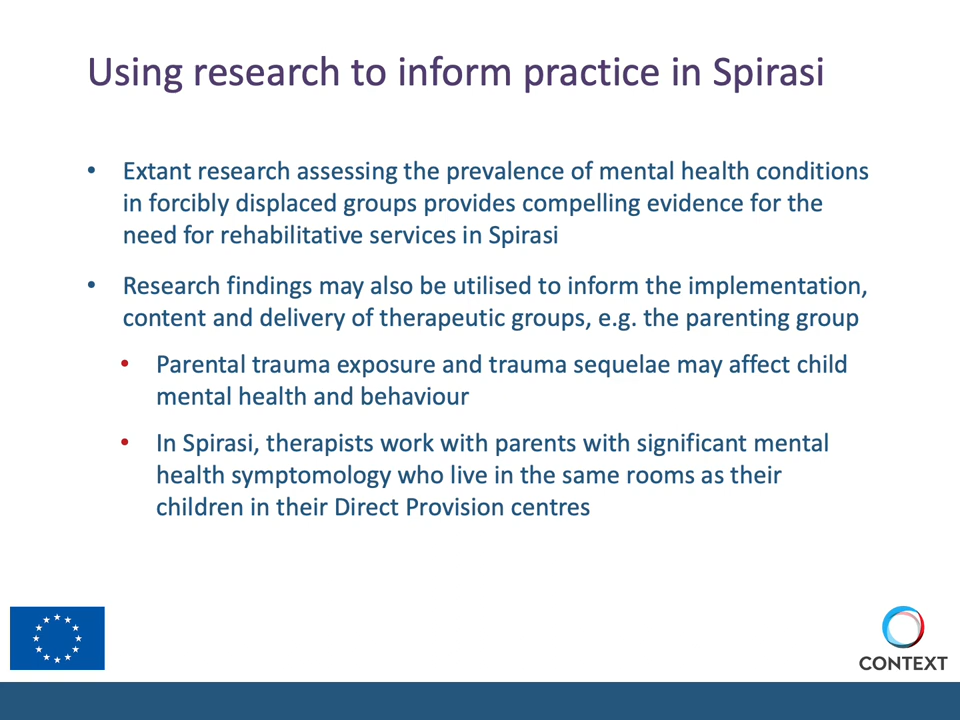 Using research to inform practice in Spirasi
• Extant research assessing the prevalence of mental health conditions
in forcibly displaced groups provides compelling evidence for the
need for rehabilitative services in Spirasi
• Research findings may also be utilised to inform the implementation,
content and delivery of therapeutic groups, e.g. the parenting group
• Parental trauma exposure and trauma sequelae may affect child
mental health and behaviour
• In Spirasi, therapists work with parents with significant mental
health symptomology who live in the same rooms as their
children in their Direct Provision centres
CONTEXT